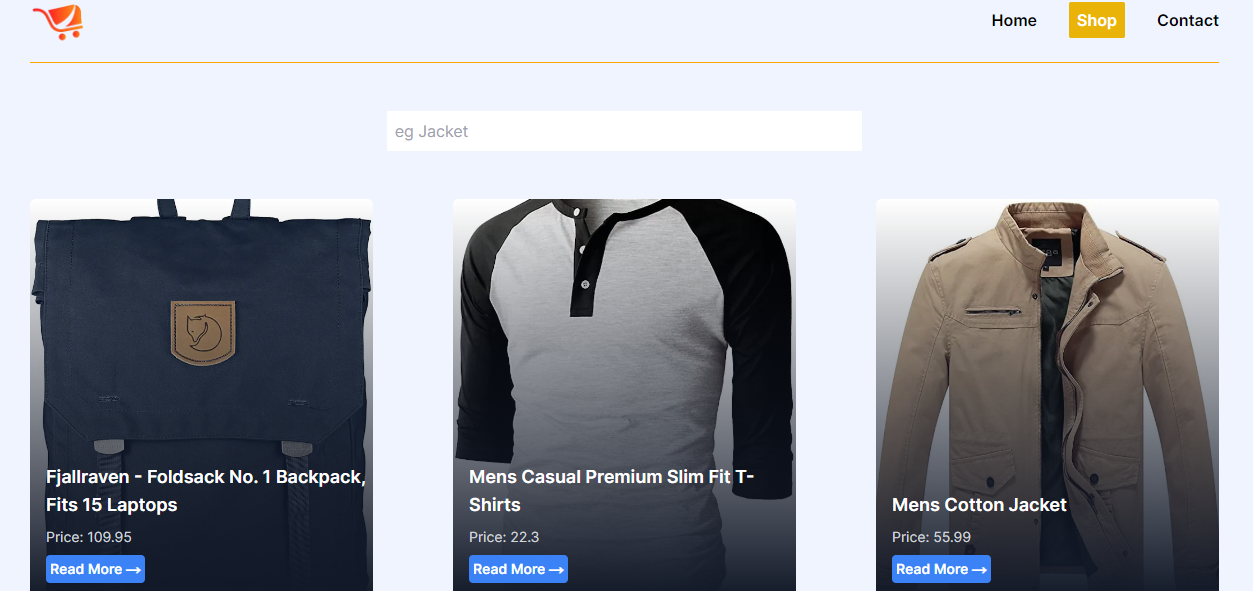 Home Shop Contact
eg Jacket
Fjallraven - Foldsack No. 1 Backpack,
Fits 15 Laptops
Price: 109.95
Read More →
Mens Casual Premium Slim Fit T-
Shirts
Price: 22.3
Read More →
Mens Cotton Jacket
Price: 55.99
Read More →